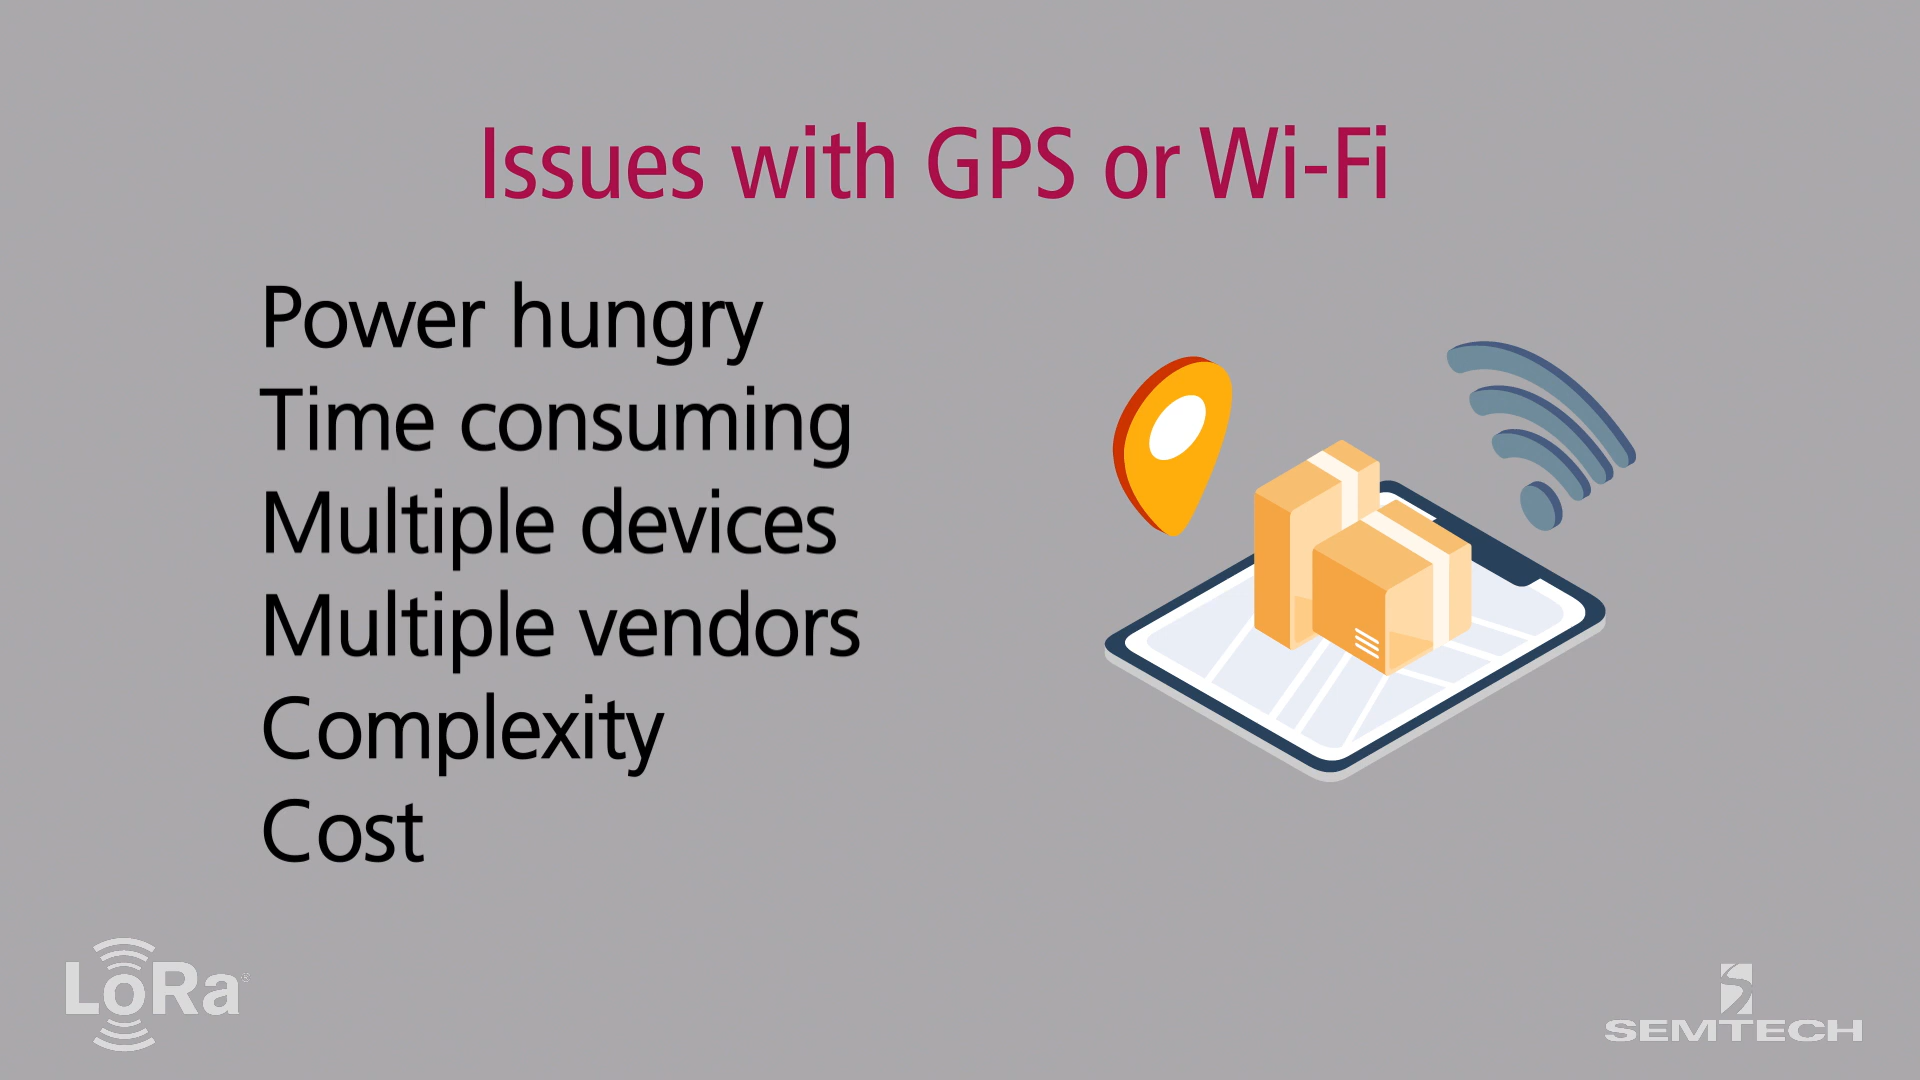 Issues with GPS or Wi-Fi
Power hungry
Time consuming
Multiple devices
Multiple vendors
Complexity
Cost
LoRa®
SEMTECH